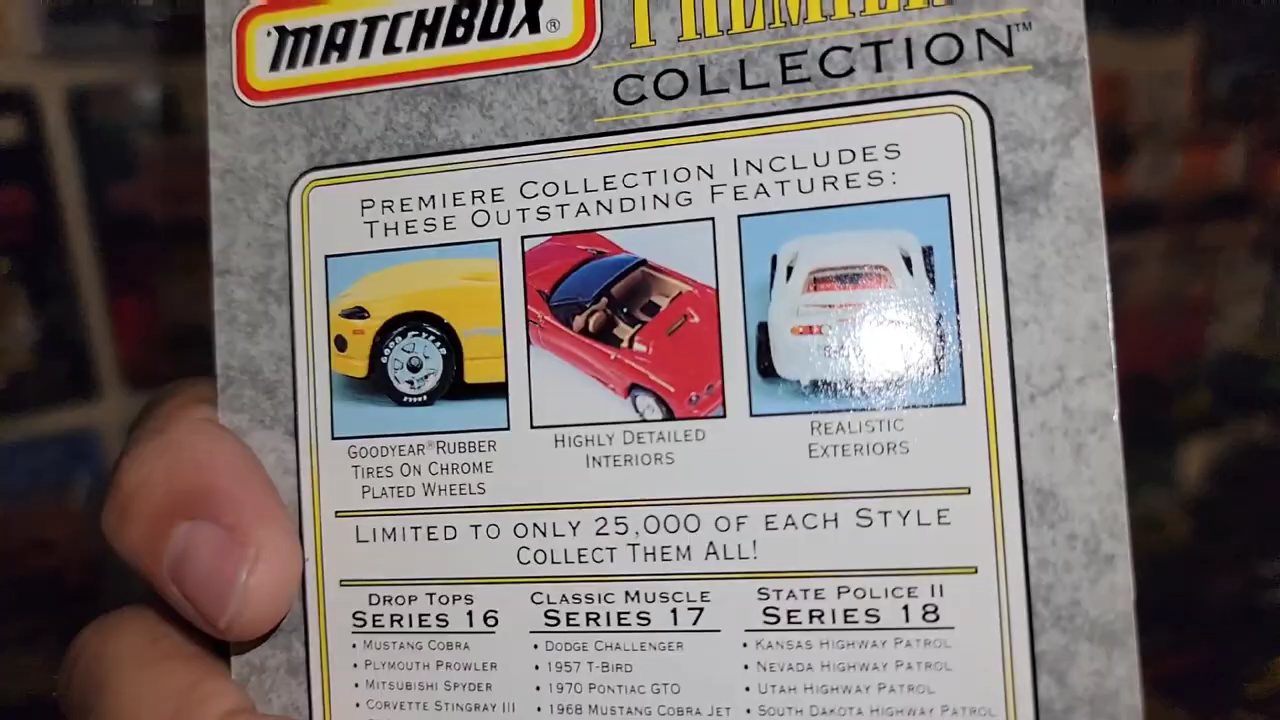 MATCHBOX®
PREMIERE
COLLECTION™
PREMIERE COLLECTION INCLUDES
THESE OUTSTANDING FEATURES:
GOODYEAR® RUBBER
TIRES ON CHROME
PLATED WHEELS
HIGHLY DETAILED
INTERIORS
REALISTIC
EXTERIORS
LIMITED TO ONLY 25,000 OF EACH STYLE
COLLECT THEM ALL!
DROP TOPS
SERIES 16
• MUSTANG COBRA
• PLYMOUTH PROWLER
• MITSUBISHI SPYDER
• CORVETTE STINGRAY III
CLASSIC MUSCLE
SERIES 17
• DODGE CHALLENGER
• 1957 T-BIRD
• 1970 PONTIAC GTO
• 1968 MUSTANG COBRA JET
STATE POLICE II
SERIES 18
• KANSAS HIGHWAY PATROL
• NEVADA HIGHWAY PATROL
• UTAH HIGHWAY PATROL
• SOUTH DAKOTA HIGHWAY PATROL